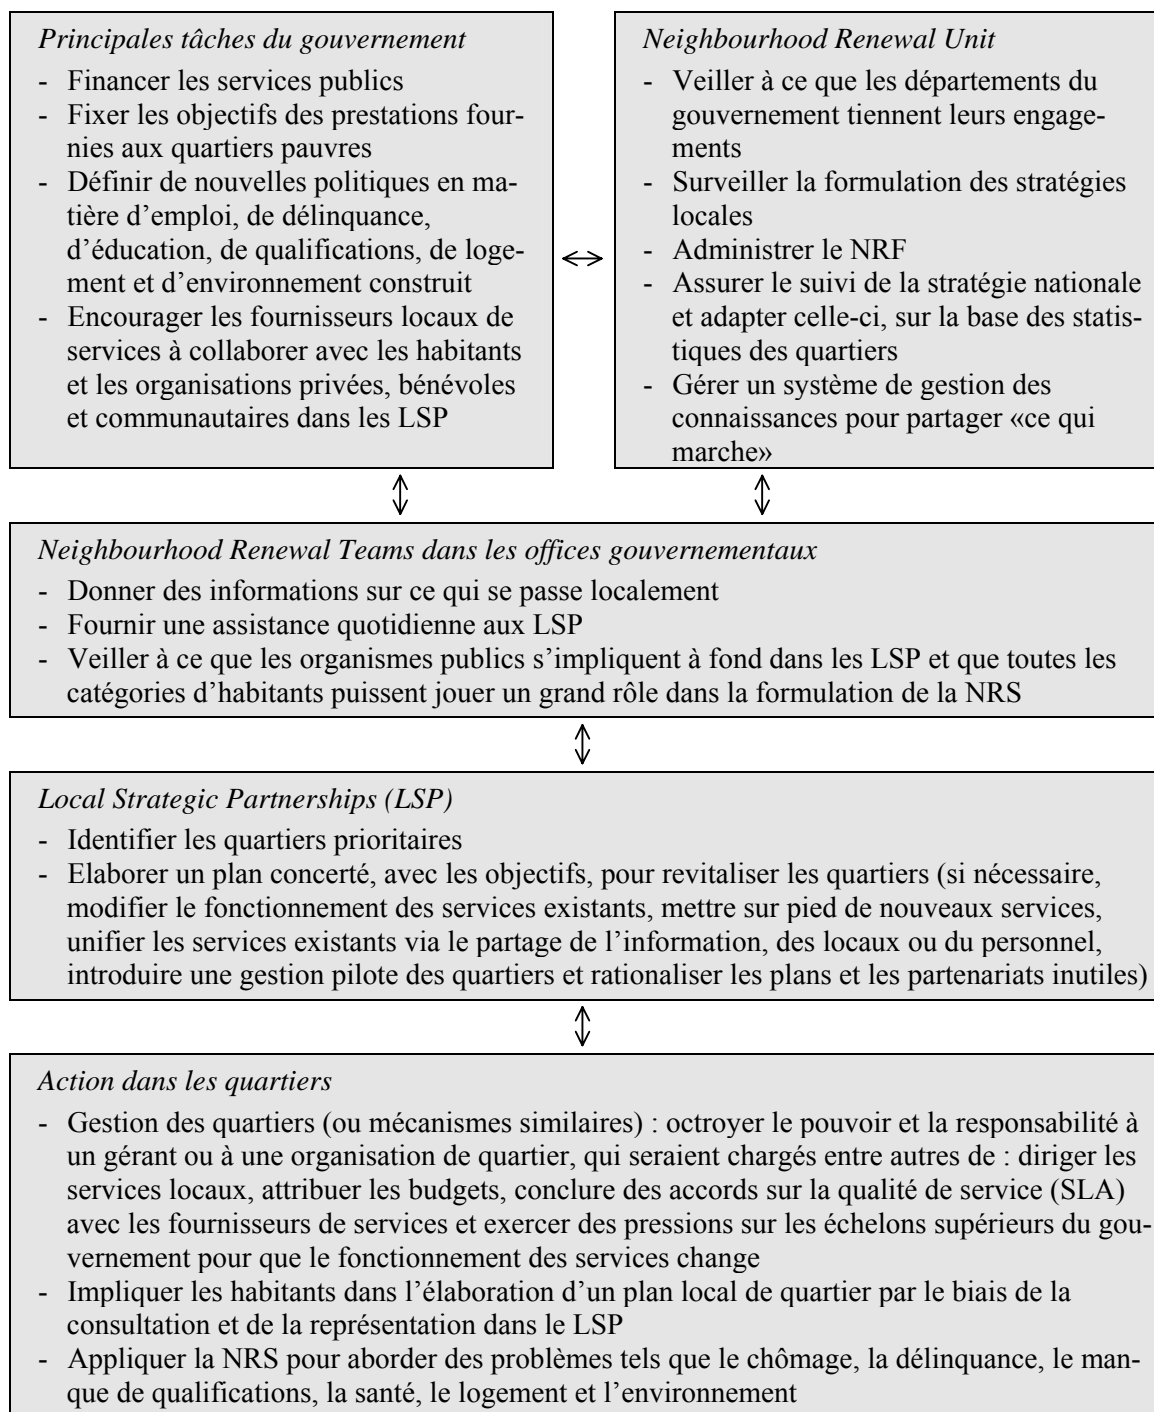 Principales tâches du gouvernement
- Financer les services publics
- Fixer les objectifs des prestations four-
nies aux quartiers pauvres
- Définir de nouvelles politiques en ma-
tière d’emploi, de délinquance,
d’éducation, de qualifications, de loge-
ment et d’environnement construit
- Encourager les fournisseurs locaux de
services à collaborer avec les habitants
et les organisations privées, bénévoles
et communautaires dans les LSP
Neighbourhood Renewal Unit
- Veiller à ce que les départements du
gouvernement tiennent leurs engage-
ments
- Surveiller la formulation des stratégies
locales
- Administrer le NRF
- Assurer le suivi de la stratégie nationale
et adapter celle-ci, sur la base des statis-
tiques des quartiers
- Gérer un système de gestion des
connaissances pour partager «ce qui
marche»
Neighbourhood Renewal Teams dans les offices gouvernementaux
- Donner des informations sur ce qui se passe localement
- Fournir une assistance quotidienne aux LSP
- Veiller à ce que les organismes publics s’impliquent à fond dans les LSP et que toutes les
catégories d’habitants puissent jouer un grand rôle dans la formulation de la NRS
Local Strategic Partnerships (LSP)
- Identifier les quartiers prioritaires
- Elaborer un plan concerté, avec les objectifs, pour revitaliser les quartiers (si nécessaire,
modifier le fonctionnement des services existants, mettre sur pied de nouveaux services,
unifier les services existants via le partage de l’information, des locaux ou du personnel,
introduire une gestion pilote des quartiers et rationaliser les plans et les partenariats inutiles)
Action dans les quartiers
- Gestion des quartiers (ou mécanismes similaires) : octroyer le pouvoir et la responsabilité à
un gérant ou à une organisation de quartier, qui seraient chargés entre autres de : diriger les
services locaux, attribuer les budgets, conclure des accords sur la qualité de service (SLA)
avec les fournisseurs de services et exercer des pressions sur les échelons supérieurs du gou-
vernement pour que le fonctionnement des services change
- Impliquer les habitants dans l’élaboration d’un plan local de quartier par le biais de la
consultation et de la représentation dans le LSP
- Appliquer la NRS pour aborder des problèmes tels que le chômage, la délinquance, le man-
que de qualifications, la santé, le logement et l’environnement